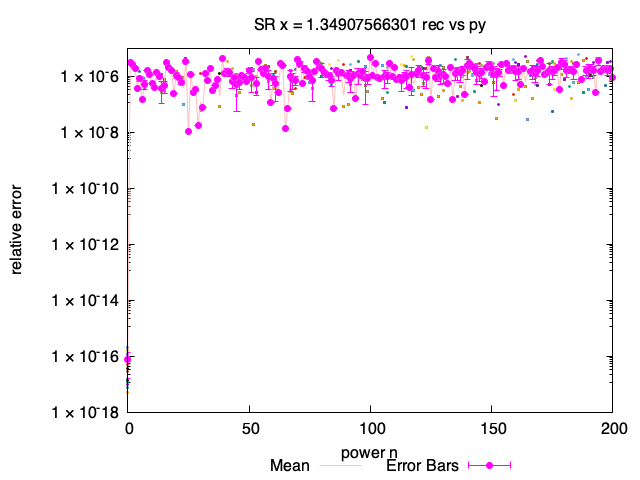 SR x = 1.34907566301 rec vs py
1 × 10-6
1 × 10-8
1 × 10-10
1 × 10-12
1 × 10-14
1 × 10-16
1 × 10-18
relative error
0 50 100 150 200
power n
Mean Error Bars